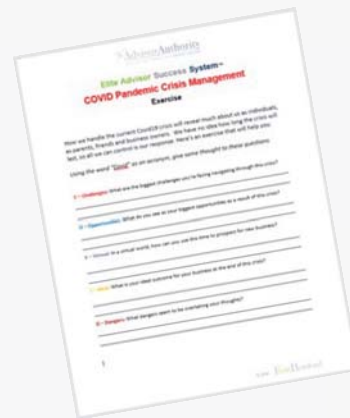 AdvisorAuthority
Elite Advisor Success System™
COVID Pandemic Crisis Management
Exercise
How we handle the current Covid19 crisis will reveal much about us as individuals,
as parents, friends and business owners. We have no idea how long the crisis will
last, so all we can control is our response. Here's an exercise that will help you
Using the word "Covid" as an acronym, give some thought to these questions
C – Challenges: What are the biggest challenges you're facing navigating through this crisis?
O – Opportunities: What do you see as your biggest opportunities as a result of this crisis?
V – Virtual: In a virtual world, how can you use this time to prospect for new business?
I – Ideal: What is your ideal outcome for your business at the end of this crisis?
D – Dangers: What dangers seem to be overtaking your thoughts?